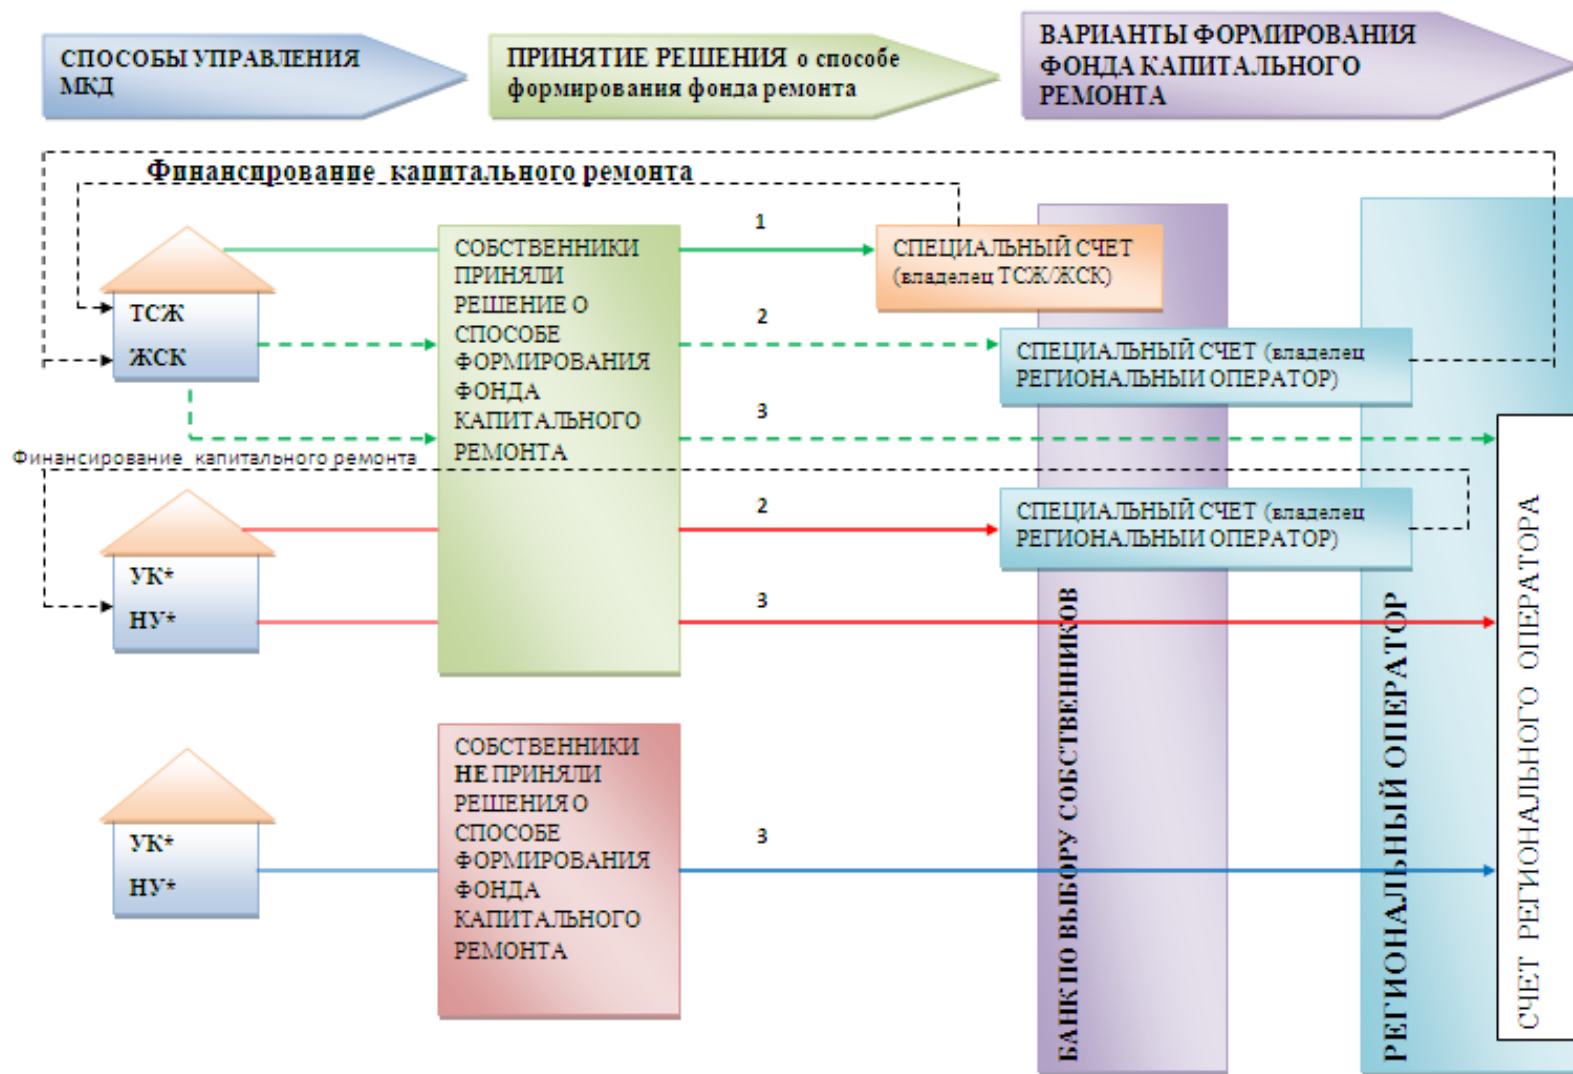 СПОСОБЫ УПРАВЛЕНИЯ
МКД
ПРИНЯТИЕ РЕШЕНИЯ о способе
формирования фонда ремонта
ВАРИАНТЫ ФОРМИРОВАНИЯ
ФОНДА КАПИТАЛЬНОГО
РЕМОНТА
Финансирование капитального ремонта
ТСЖ
ЖСК
СОБСТВЕННИКИ
ПРИНЯЛИ
РЕШЕНИЕ О
СПОСОБЕ
ФОРМИРОВАНИЯ
ФОНДА
КАПИТАЛЬНОГО
РЕМОНТА
1
СПЕЦИАЛЬНЫЙ СЧЕТ
(владелец ТСЖ/ЖСК)
2
СПЕЦИАЛЬНЫЙ СЧЕТ (владелец
РЕГИОНАЛЬНЫЙ ОПЕРАТОР)
3
Финансирование капитального ремонта
УК*
НУ*
2
СПЕЦИАЛЬНЫЙ СЧЕТ (владелец
РЕГИОНАЛЬНЫЙ ОПЕРАТОР)
3
УК*
НУ*
СОБСТВЕННИКИ
НЕ ПРИНЯЛИ
РЕШЕНИЯ О
СПОСОБЕ
ФОРМИРОВАНИЯ
ФОНДА
КАПИТАЛЬНОГО
РЕМОНТА
3
БАНК ПО ВЫБОРУ СОБСТВЕННИКОВ
РЕГИОНАЛЬНЫЙ ОПЕРАТОР
СЧЕТ РЕГИОНАЛЬНОГО ОПЕРАТОРА